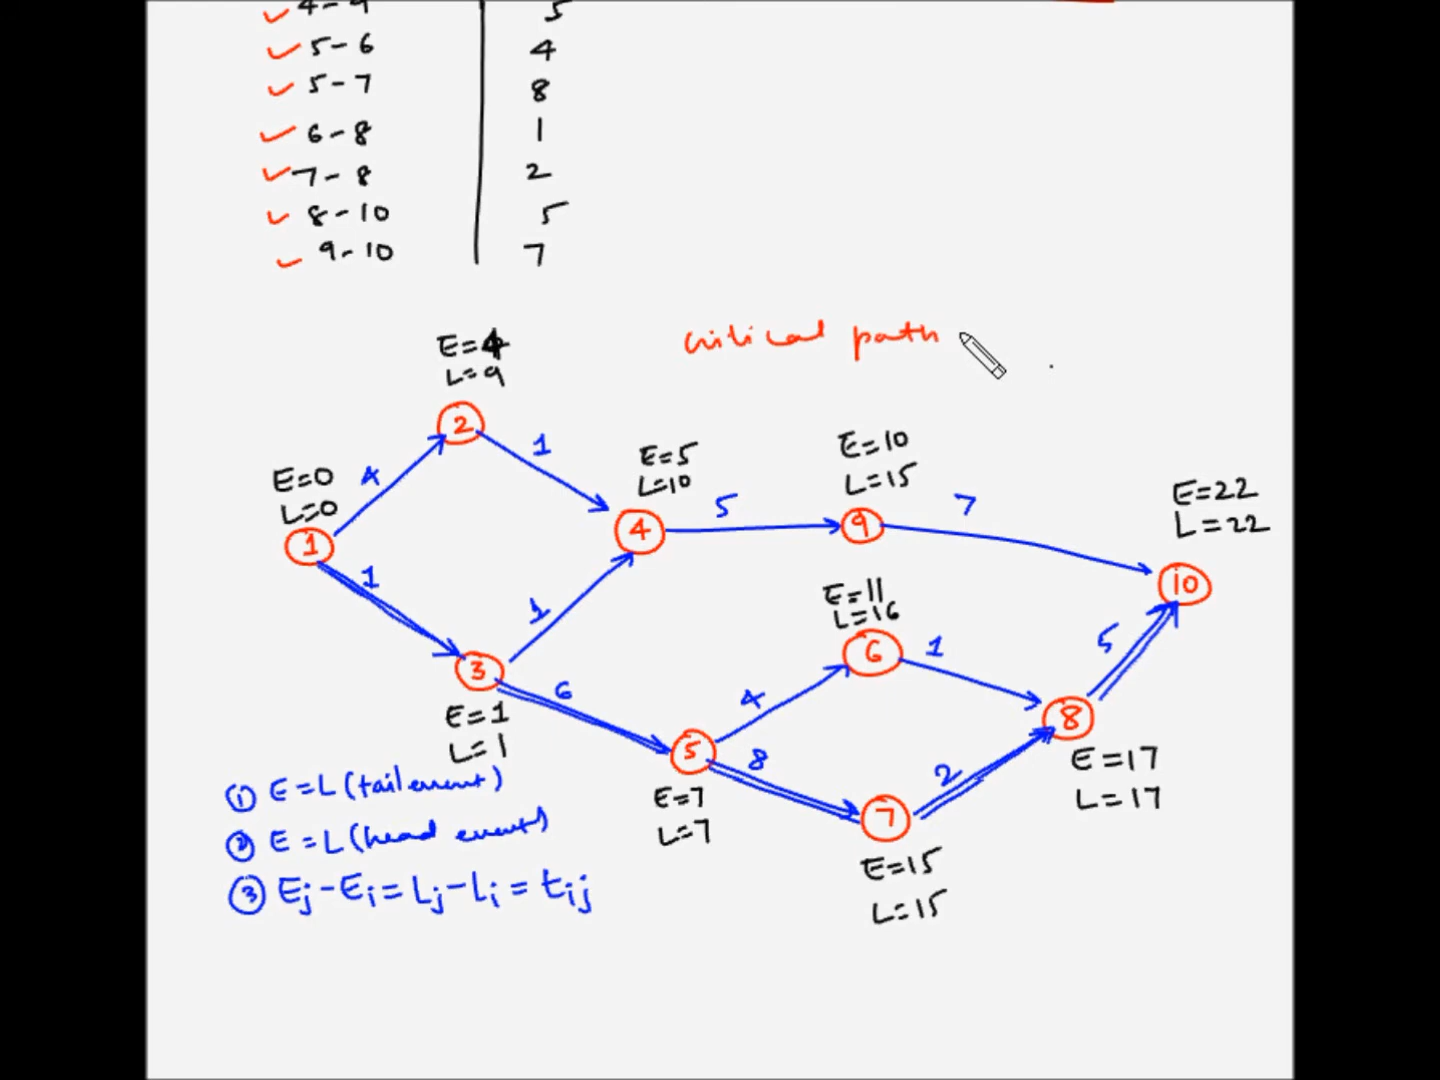 4-9 5
5-6 4
5-7 8
6-8 1
7-8 2
8-10 5
9-10 7
critical path
E=4
L=9
2
E=0
L=0
1
4
1
E=5
L=10
4
5
E=10
L=15
9
7
E=22
L=22
10
1
3
E=1
L=1
1
6
E=11
L=16
6
1
5
4
5
E=7
L=7
8
7
E=15
L=15
2
8
E=17
L=17
① E=L (tail event)
② E=L (head event)
③ Ej-Ei=Lj-Li=tij